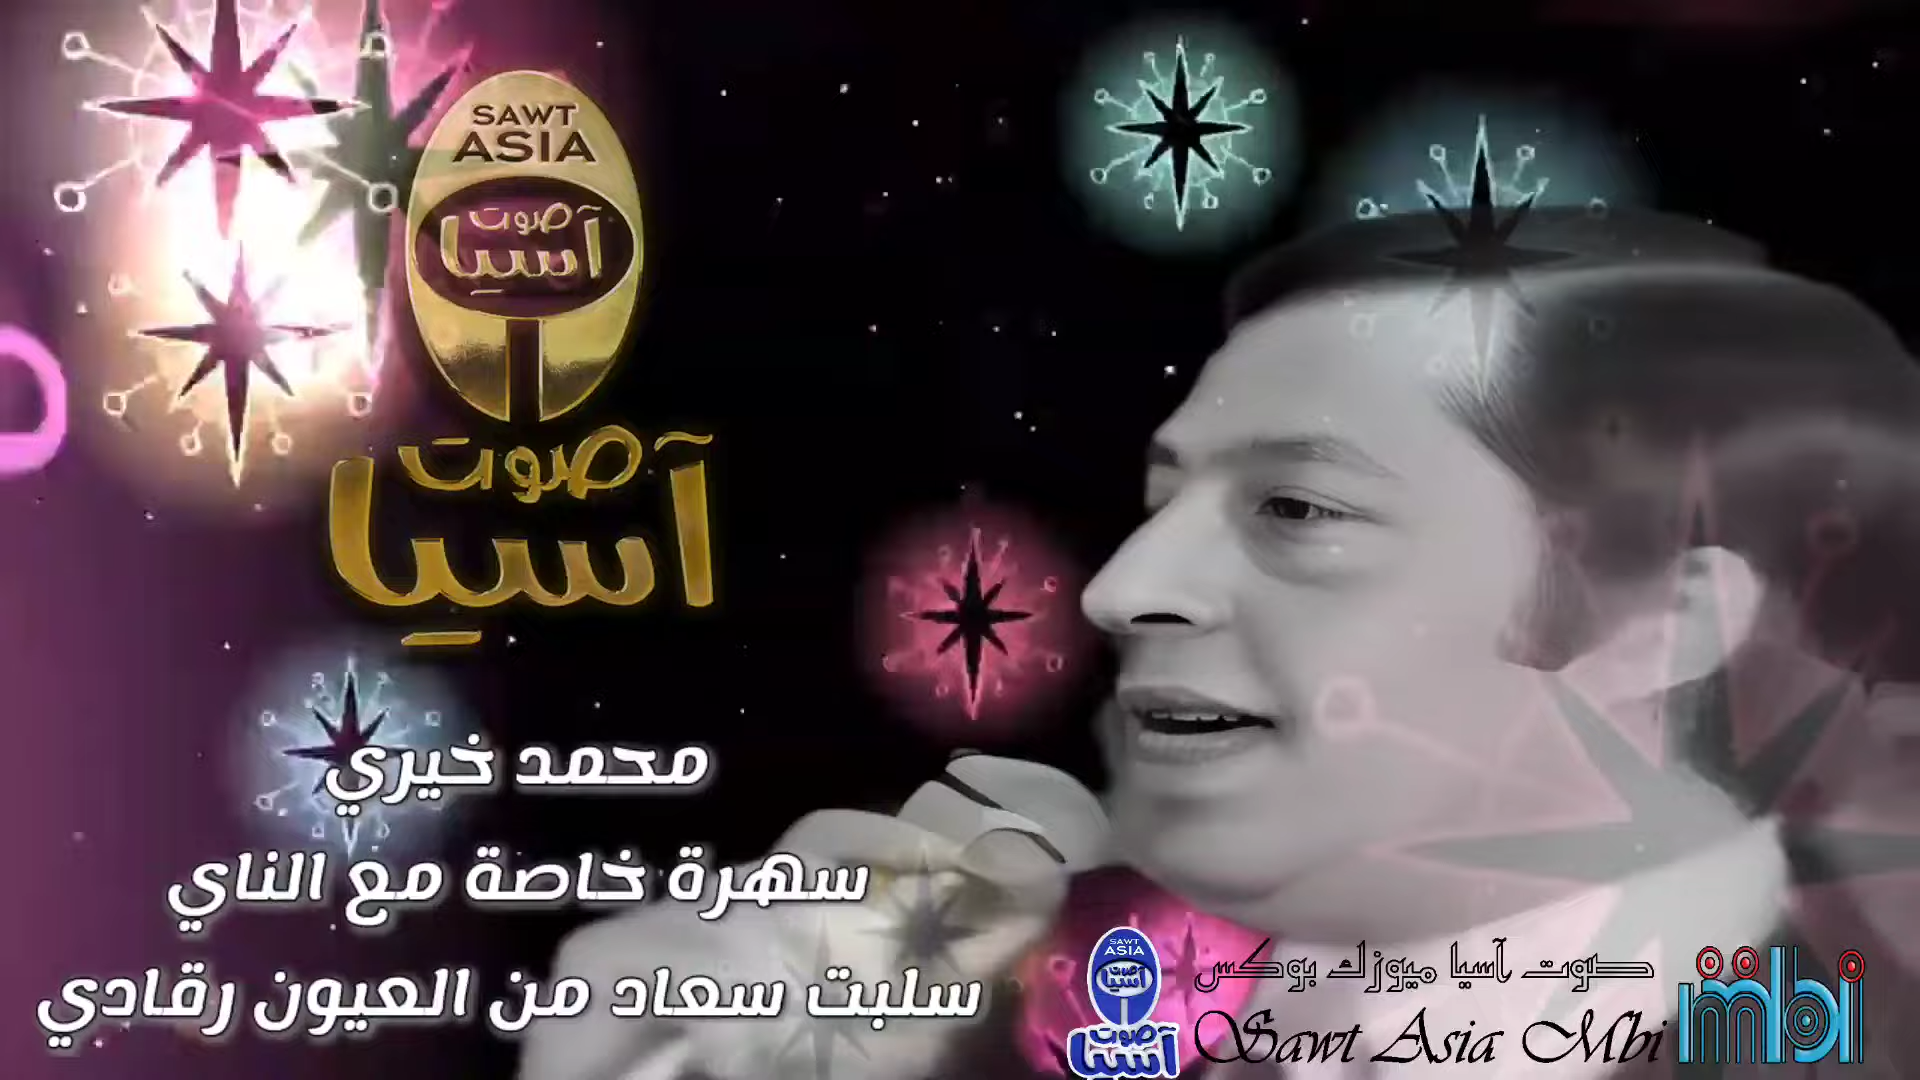 SAWT
ASIA
صوت
آسيا
صوت
آسيا
محمد خيري
سهرة خاصة مع الناي
سلبت سعاد من العيون رقادي
SAWT
ASIA
صوت
آسيا
صوت
آسيا
صوت آسيا ميوزك بوكس
Sawt Asia Mbi
mbi